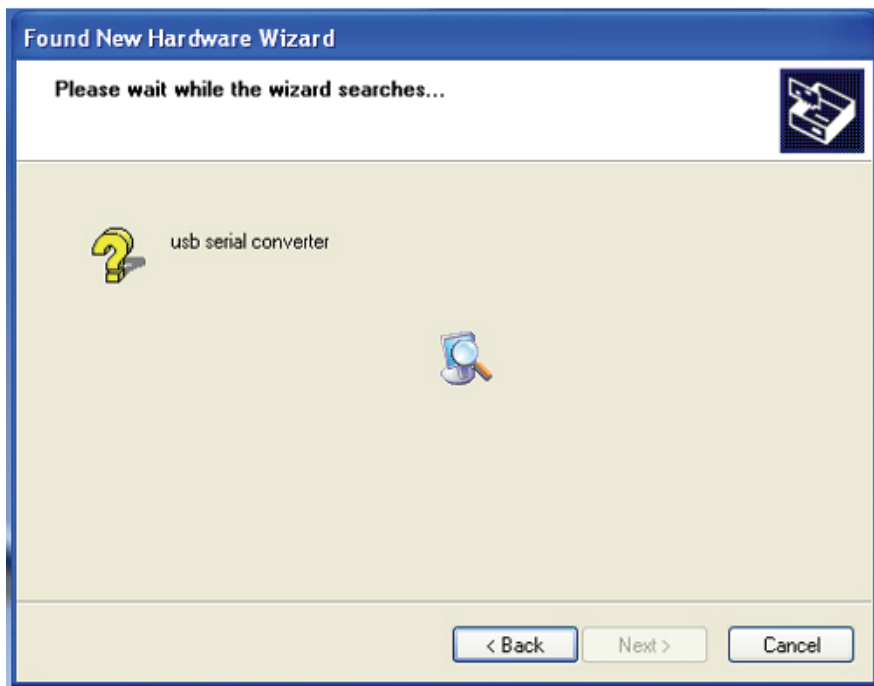 Found New Hardware Wizard
Please wait while the wizard searches...
usb serial converter
< Back
Next >
Cancel